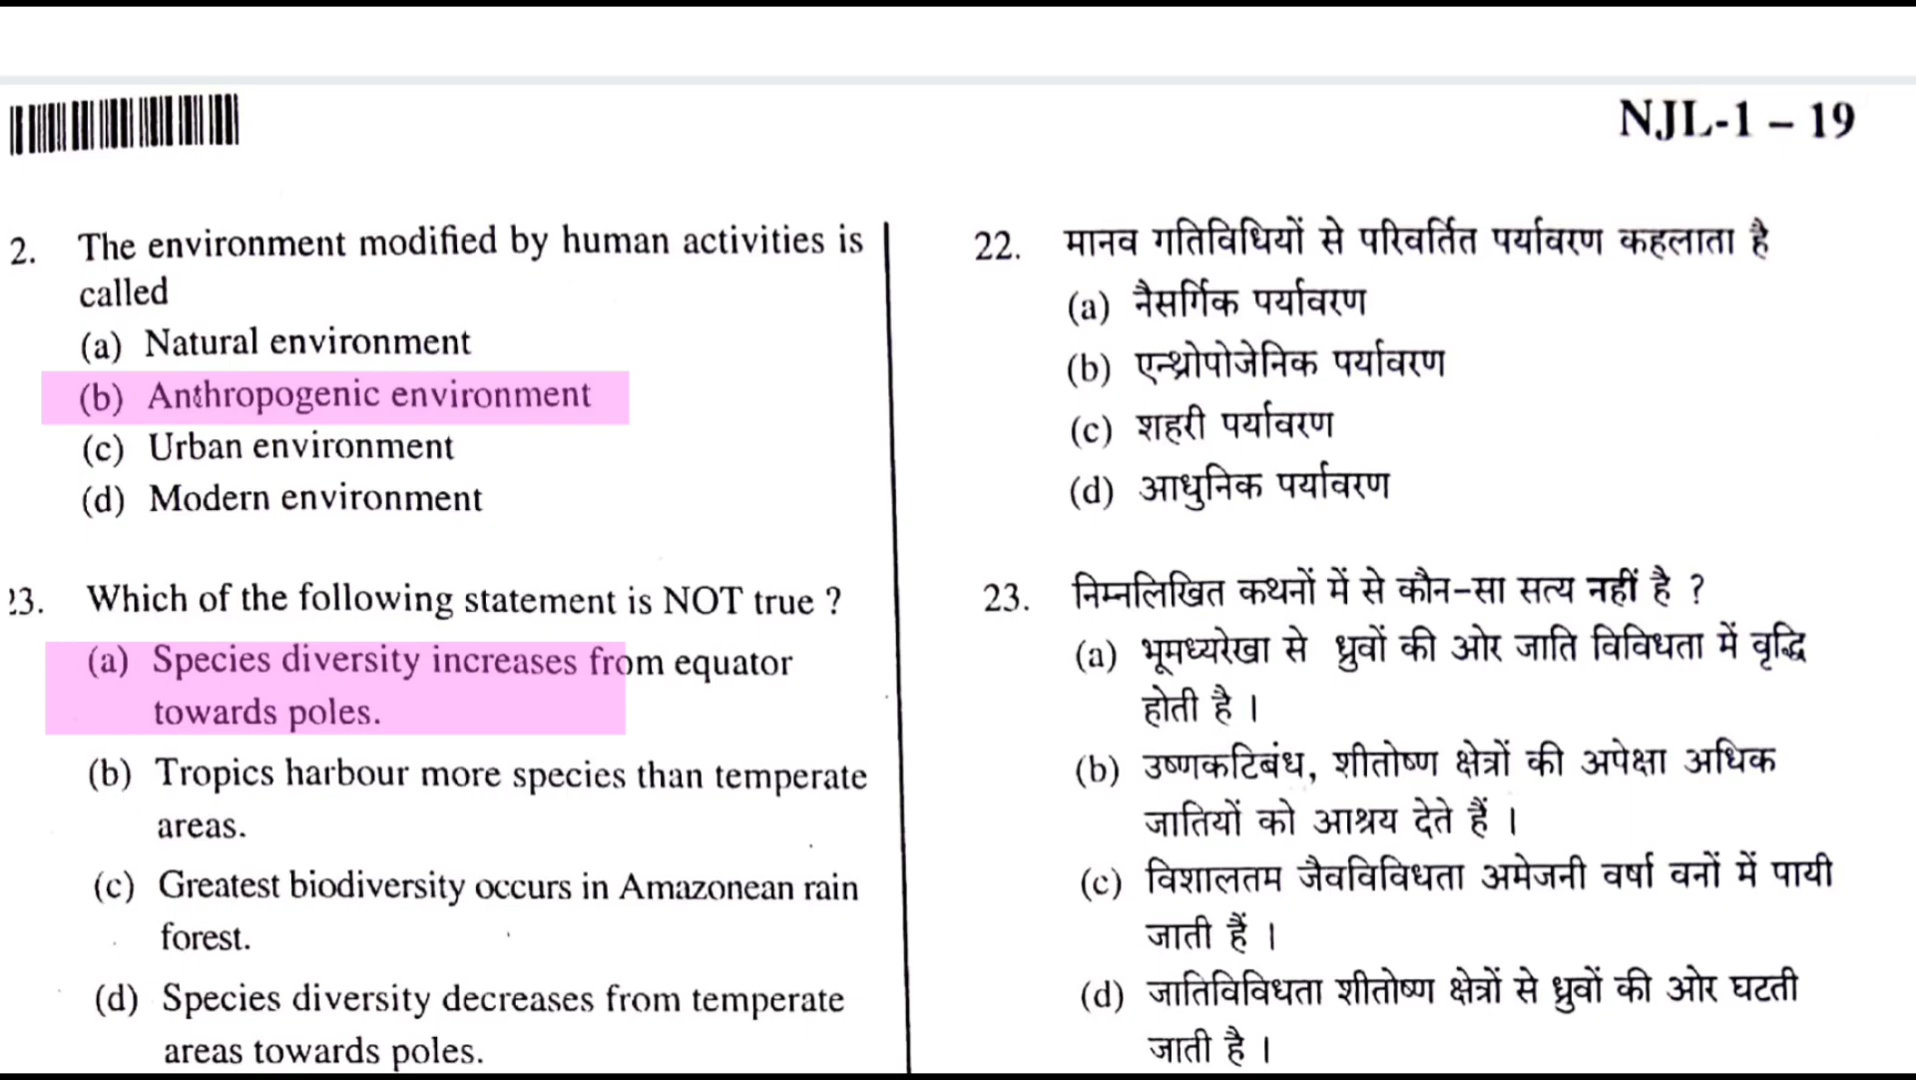 NJL-1 – 19
2. The environment modified by human activities is
called
(a) Natural environment
(b) Anthropogenic environment
(c) Urban environment
(d) Modern environment
23. Which of the following statement is NOT true ?
(a) Species diversity increases from equator
towards poles.
(b) Tropics harbour more species than temperate
areas.
(c) Greatest biodiversity occurs in Amazonean rain
forest.
(d) Species diversity decreases from temperate
areas towards poles.
22. मानव गतिविधियों से परिवर्तित पर्यावरण कहलाता है
(a) नैसर्गिक पर्यावरण
(b) एन्थ्रोपोजेनिक पर्यावरण
(c) शहरी पर्यावरण
(d) आधुनिक पर्यावरण
23. निम्नलिखित कथनों में से कौन-सा सत्य नहीं है ?
(a) भूमध्यरेखा से ध्रुवों की ओर जाति विविधता में वृद्धि
होती है ।
(b) उष्णकटिबंध, शीतोष्ण क्षेत्रों की अपेक्षा अधिक
जातियों को आश्रय देते हैं ।
(c) विशालतम जैवविविधता अमेजनी वर्षा वनों में पायी
जाती हैं ।
(d) जातिविविधता शीतोष्ण क्षेत्रों से ध्रुवों की ओर घटती
जाती है ।